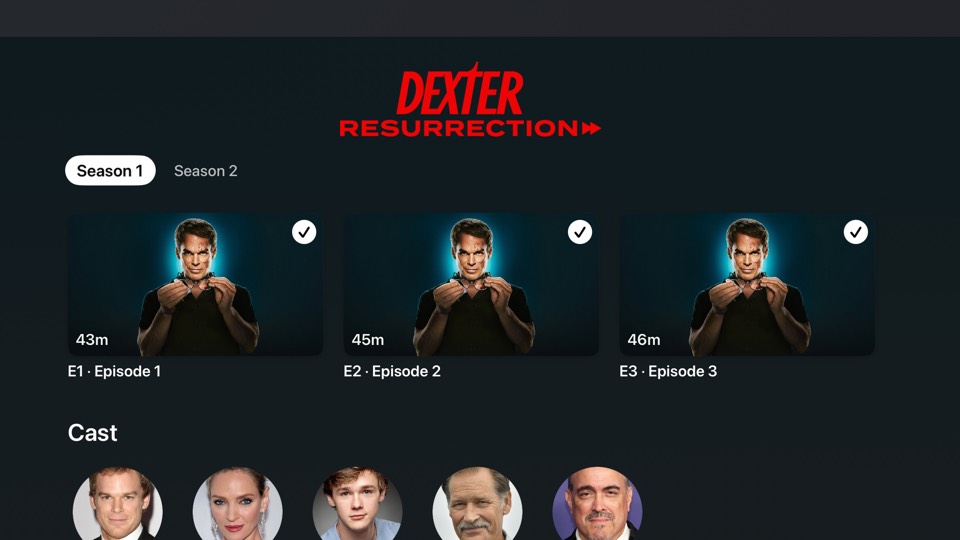 DEXTER
RESURRECTION
Season 1 Season 2
43m 45m 46m
E1 · Episode 1 E2 · Episode 2 E3 · Episode 3
Cast